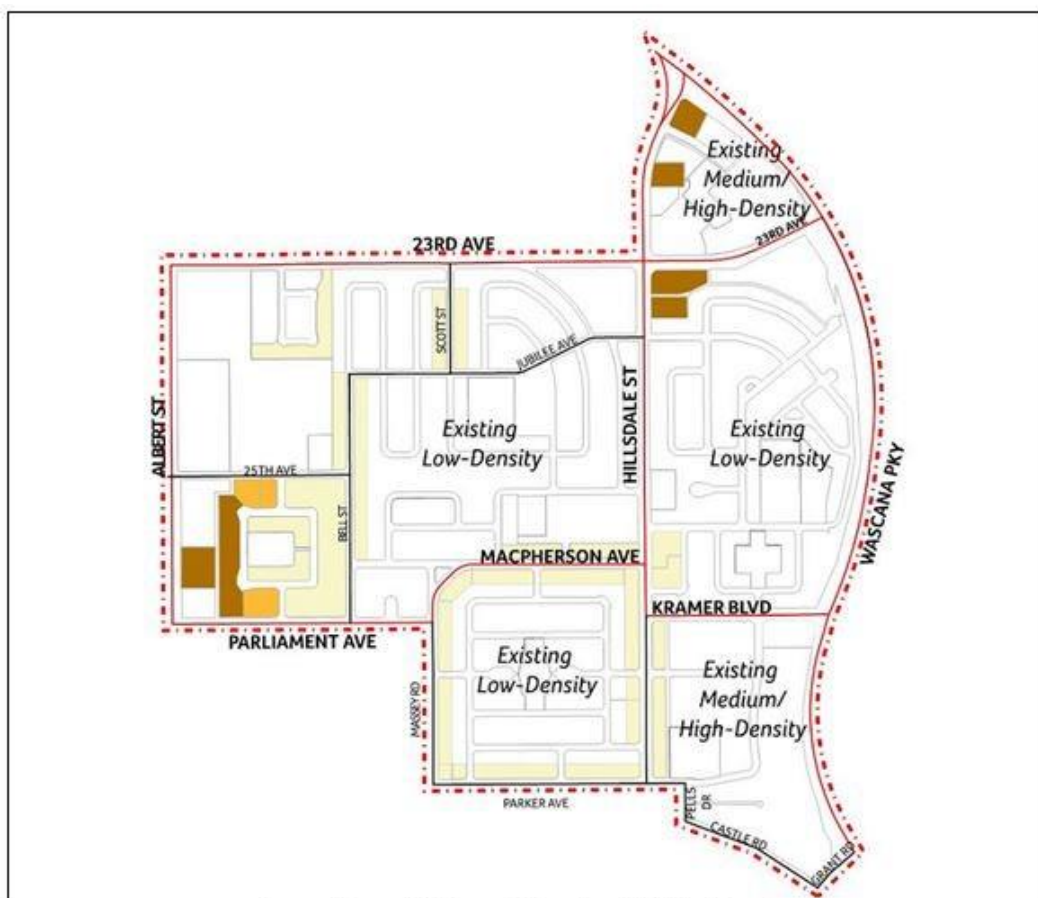 Existing
Medium/
High-Density
23RD AVE
23RD AVE
SCOTT ST
JUBILEE AVE
ALBERT ST
HILLSDALE ST
Existing
Low-Density
Existing
Low-Density
WASCANA PKY
25TH AVE
BELL ST
MACPHERSON AVE
KRAMER BLVD
PARLIAMENT AVE
Existing
Low-Density
Existing
Medium/
High-Density
MASSEY RD
PARKER AVE
PELLS
DR
CASTLE RD
GRANT RD